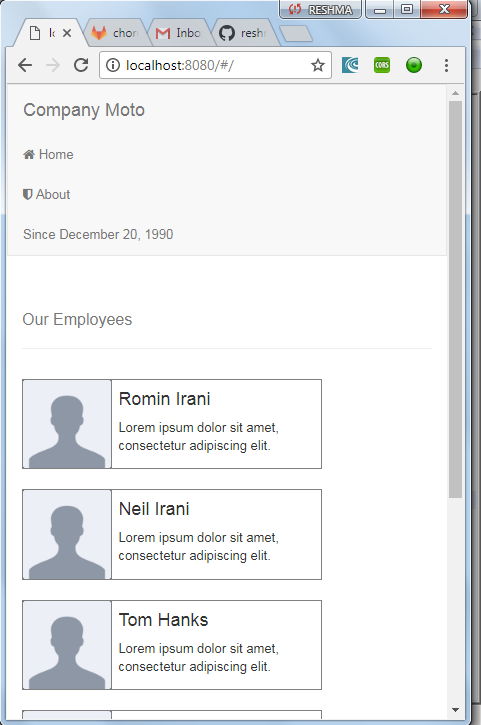 RESHMA
lo
chor
Inbo
resh
localhost:8080/#/
CORS
Company Moto
Home
About
Since December 20, 1990
Our Employees
Romin Irani
Lorem ipsum dolor sit amet,
consectetur adipiscing elit.
Neil Irani
Lorem ipsum dolor sit amet,
consectetur adipiscing elit.
Tom Hanks
Lorem ipsum dolor sit amet,
consectetur adipiscing elit.